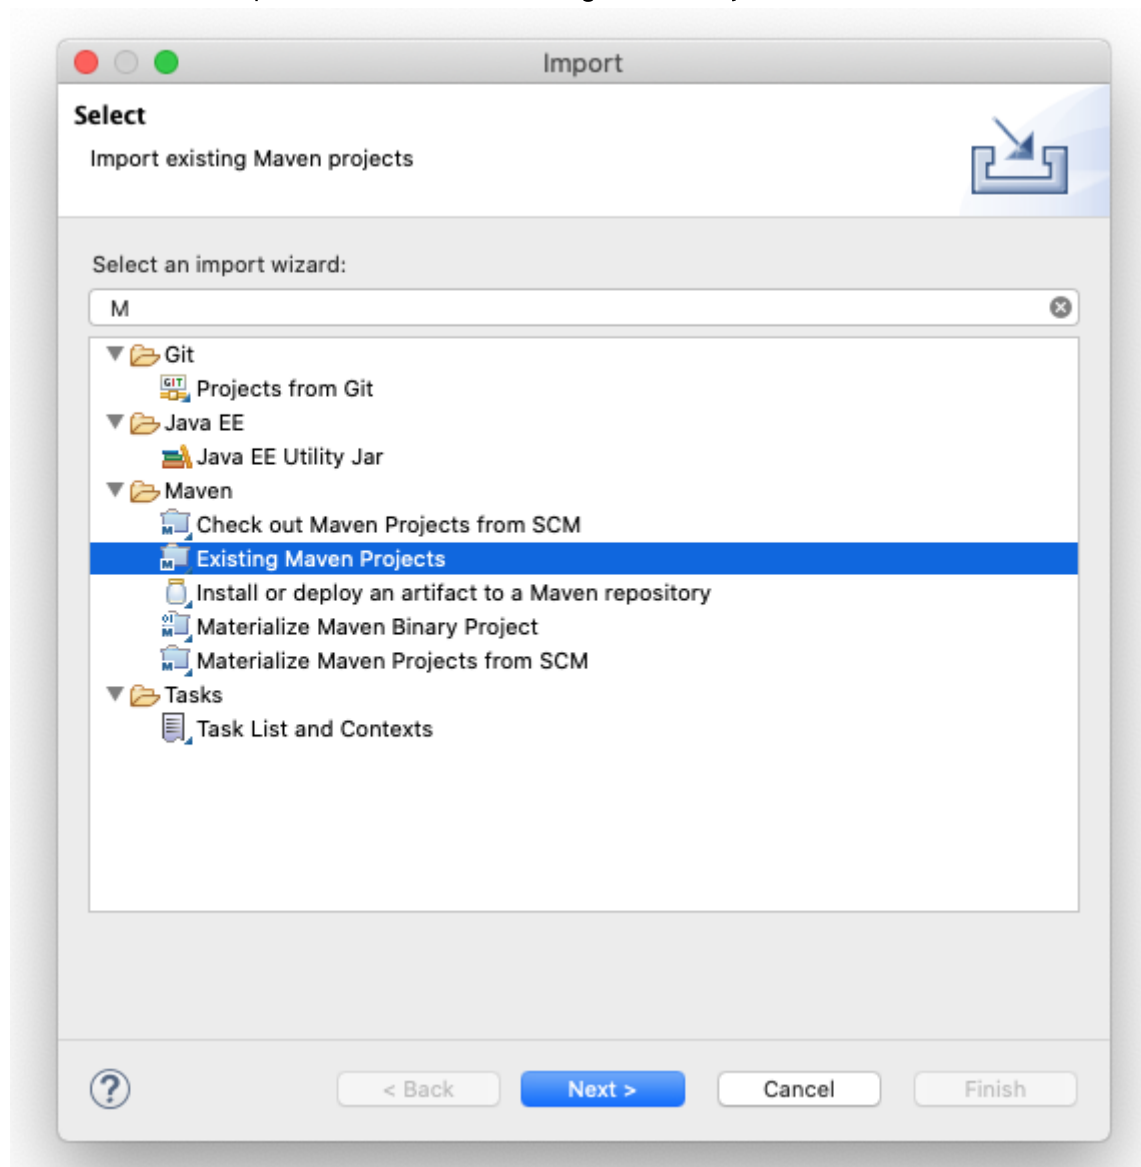 Import
Select
Import existing Maven projects
Select an import wizard:
M
Git
GIT
Projects from Git
Java EE
Java EE Utility Jar
Maven
M
Check out Maven Projects from SCM
M
Existing Maven Projects
Install or deploy an artifact to a Maven repository
01
M
Materialize Maven Binary Project
M
Materialize Maven Projects from SCM
Tasks
Task List and Contexts
?
< Back
Next >
Cancel
Finish